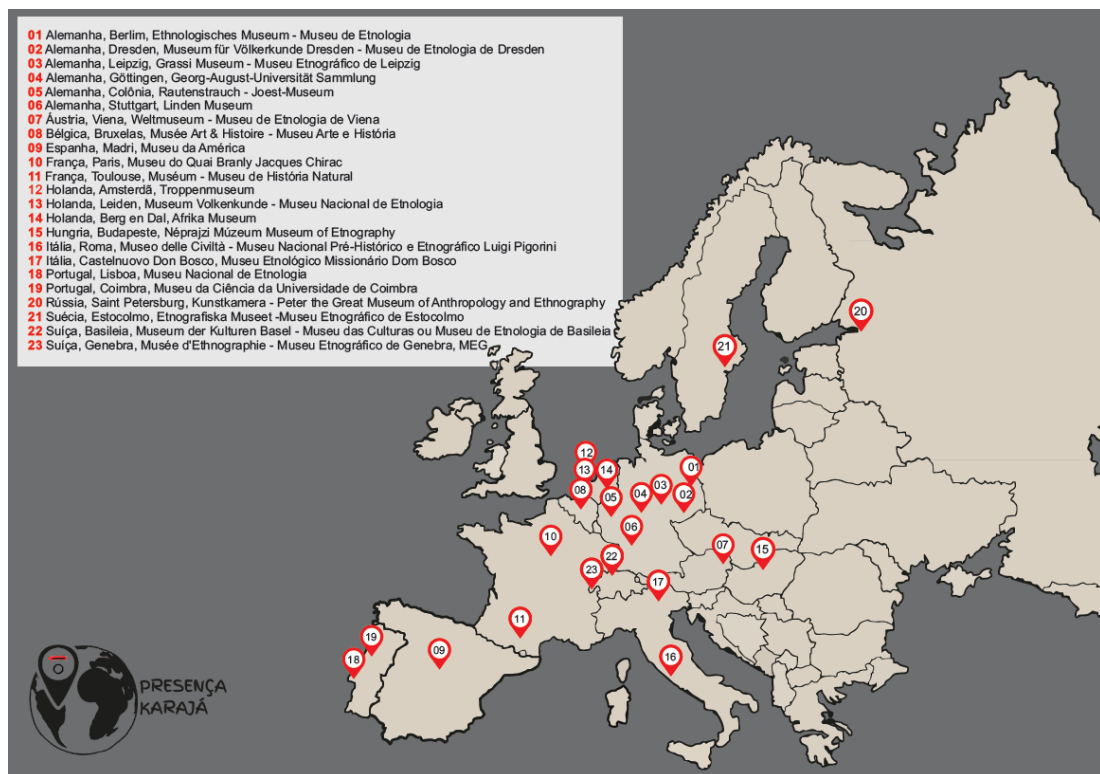 01 Alemanha, Berlim, Ethnologisches Museum - Museu de Etnologia
02 Alemanha, Dresden, Museum für Völkerkunde Dresden - Museu de Etnologia de Dresden
03 Alemanha, Leipzig, Grassi Museum - Museu Etnográfico de Leipzig
04 Alemanha, Göttingen, Georg-August-Universität Sammlung
05 Alemanha, Colônia, Rautenstrauch - Joest-Museum
06 Alemanha, Stuttgart, Linden Museum
07 Áustria, Viena, Weltmuseum - Museu de Etnologia de Viena
08 Bélgica, Bruxelas, Musée Art & Histoire - Museu Arte e História
09 Espanha, Madri, Museu da América
10 França, Paris, Museu do Quai Branly Jacques Chirac
11 França, Toulouse, Muséum - Museu de História Natural
12 Holanda, Amsterdã, Troppenmuseum
13 Holanda, Leiden, Museum Volkenkunde - Museu Nacional de Etnologia
14 Holanda, Berg en Dal, Afrika Museum
15 Hungria, Budapeste, Néprajzi Múzeum Museum of Etnography
16 Itália, Roma, Museo delle Civiltà - Museu Nacional Pré-Histórico e Etnográfico Luigi Pigorini
17 Itália, Castelnuovo Don Bosco, Museu Etnológico Missionário Dom Bosco
18 Portugal, Lisboa, Museu Nacional de Etnologia
19 Portugal, Coimbra, Museu da Ciência da Universidade de Coimbra
20 Rússia, Saint Petersburg, Kunstkamera - Peter the Great Museum of Anthropology and Ethnography
21 Suécia, Estocolmo, Etnografiska Museet -Museu Etnográfico de Estocolmo
22 Suíça, Basileia, Museum der Kulturen Basel - Museu das Culturas ou Museu de Etnologia de Basileia
23 Suíça, Genebra, Musée d'Ethnographie - Museu Etnográfico de Genebra, MEG
20
21
12
13
14
01
08
05
04
03
02
06
10
07
15
22
23
17
11
19
18
09
16
PRESENÇA
KARAJÁ